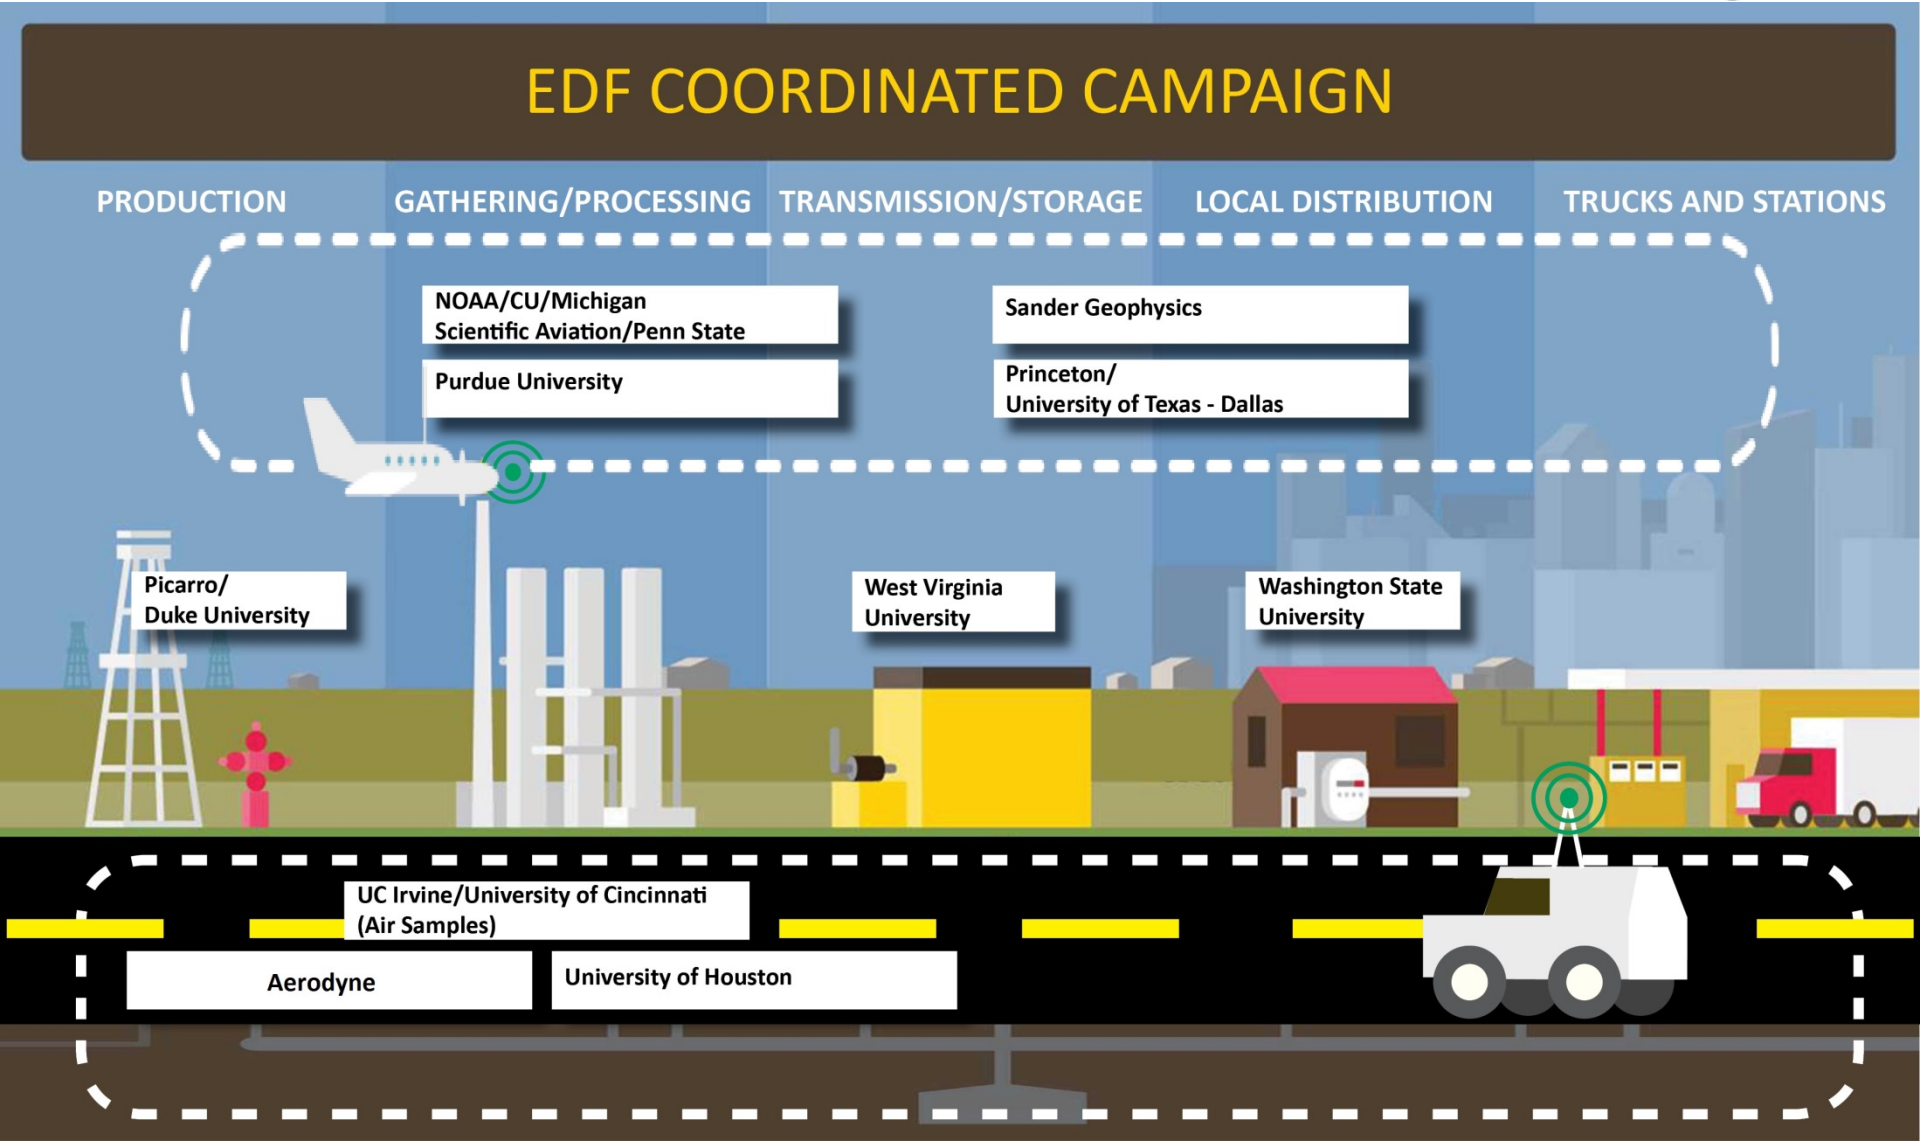 EDF COORDINATED CAMPAIGN
PRODUCTION
GATHERING/PROCESSING
TRANSMISSION/STORAGE
LOCAL DISTRIBUTION
TRUCKS AND STATIONS
NOAA/CU/Michigan
Scientific Aviation/Penn State
Sander Geophysics
Purdue University
Princeton/
University of Texas - Dallas
Picarro/
Duke University
West Virginia
University
Washington State
University
UC Irvine/University of Cincinnati
(Air Samples)
Aerodyne
University of Houston